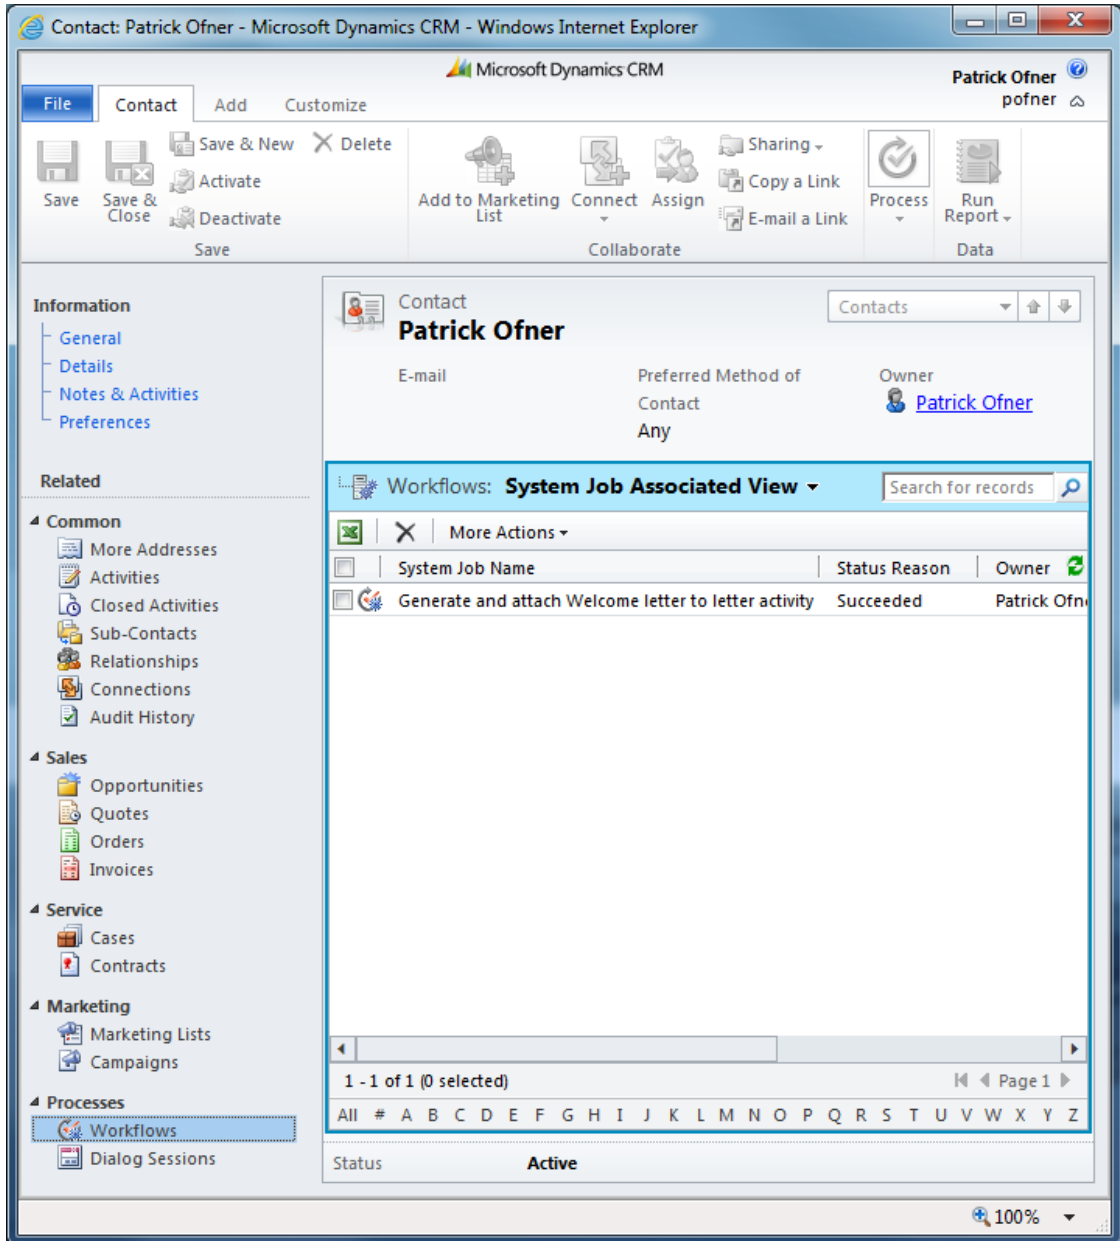 Contact: Patrick Ofner - Microsoft Dynamics CRM - Windows Internet Explorer
Microsoft Dynamics CRM
Patrick Ofner
pofner
File Contact Add Customize
Save
Save & Close
Save & New
Activate
Deactivate
Delete
Save
Add to Marketing List
Connect
Assign
Sharing
Copy a Link
E-mail a Link
Collaborate
Process
Run Report
Data
Information
General
Details
Notes & Activities
Preferences
Related
Common
More Addresses
Activities
Closed Activities
Sub-Contacts
Relationships
Connections
Audit History
Sales
Opportunities
Quotes
Orders
Invoices
Service
Cases
Contracts
Marketing
Marketing Lists
Campaigns
Processes
Workflows
Dialog Sessions
Contact
Patrick Ofner
Contacts
E-mail
Preferred Method of
Contact
Any
Owner
Patrick Ofner
Workflows: System Job Associated View
Search for records
More Actions
System Job Name Status Reason Owner
Generate and attach Welcome letter to letter activity Succeeded Patrick Ofn
1 - 1 of 1 (0 selected) Page 1
All # A B C D E F G H I J K L M N O P Q R S T U V W X Y Z
Status Active
100%